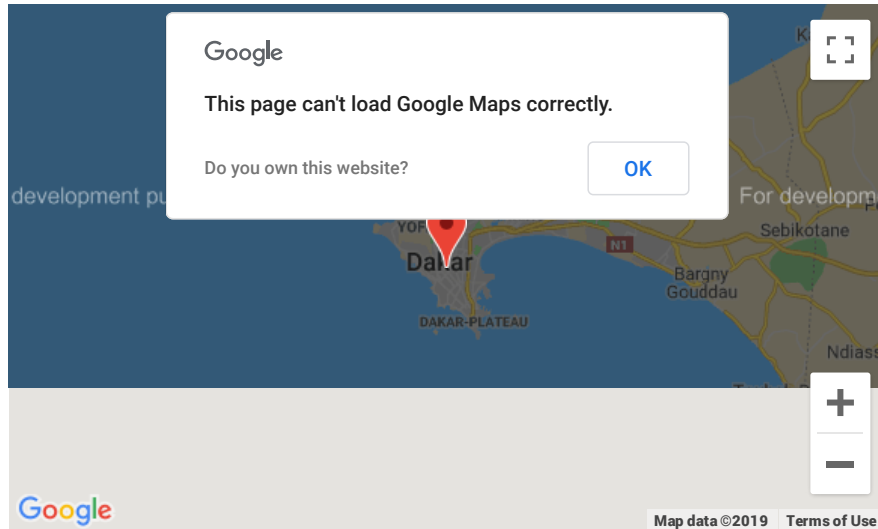 Google
This page can't load Google Maps correctly.
Do you own this website?
OK
development pu
For developm
Sebikotane
YOF
N1
Dakar
Bargny
Gouddau
DAKAR-PLATEAU
Ndiass
Google
Map data ©2019
Terms of Use